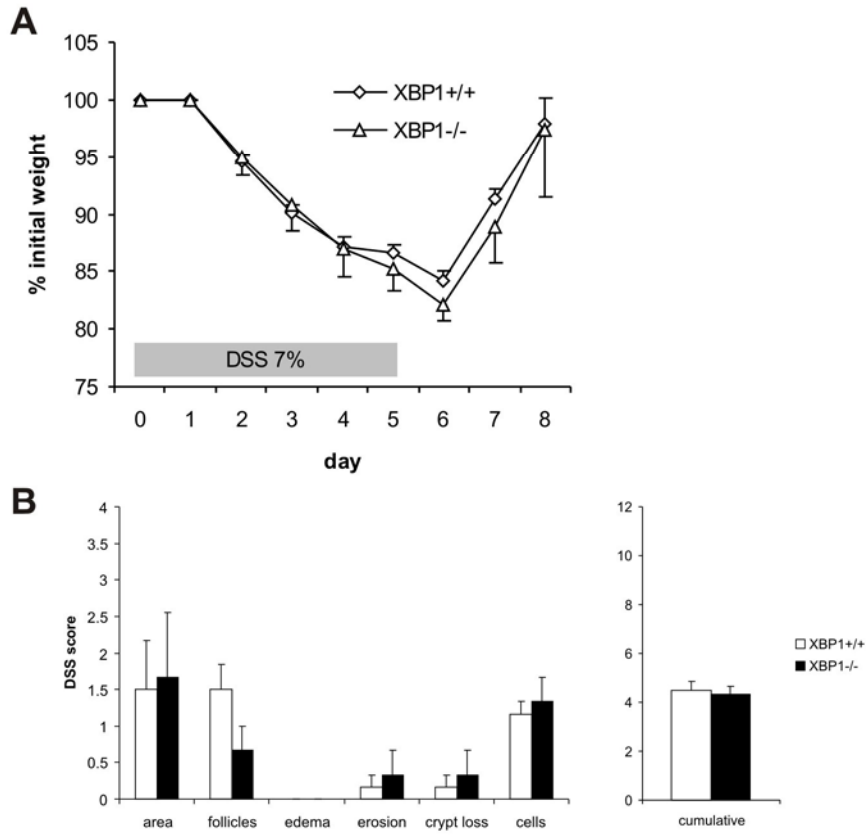 A
% initial weight
100
95
90
85
80
75
XBP1+/+
XBP1-/-
DSS 7%
0 1 2 3 4 5 6 7 8
day
B
DSS score
4
3.5
3
2.5
2
1.5
1
0.5
0
area follicles edema erosion crypt loss cells
12
10
8
6
4
2
0
cumulative
XBP1+/+
XBP1-/-